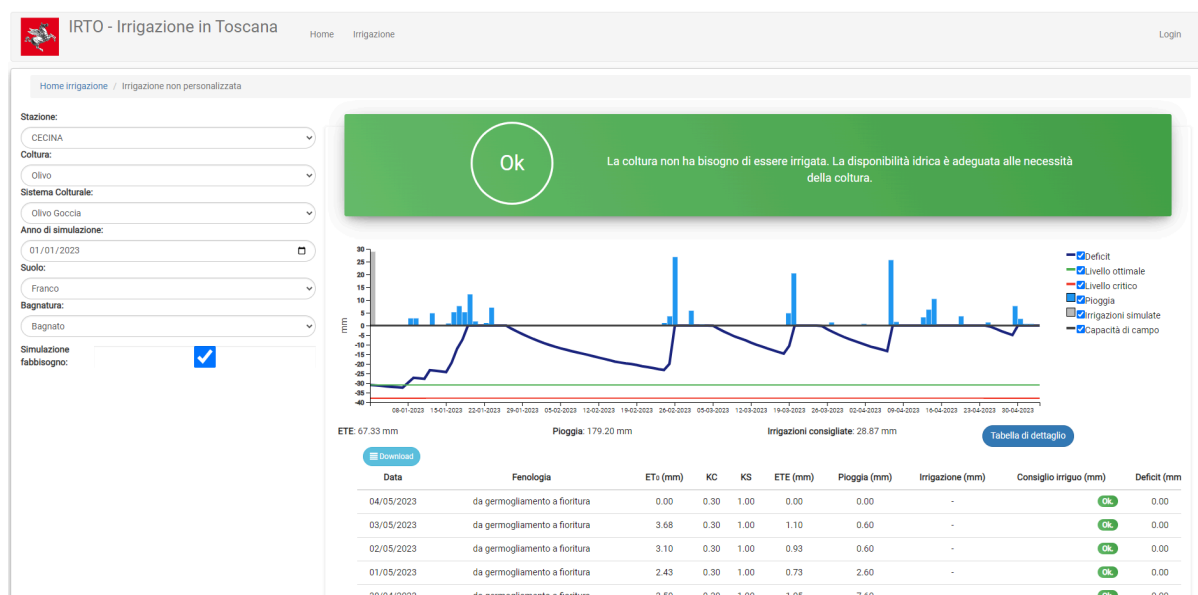 IRTO - Irrigazione in Toscana
Home Irrigazione Login
Home irrigazione / Irrigazione non personalizzata
Stazione:
CECINA
Coltura:
Olivo
Sistema Colturale:
Olivo Goccia
Anno di simulazione:
01/01/2023
Suolo:
Franco
Bagnatura:
Bagnato
Simulazione
fabbisogno:
Ok
La coltura non ha bisogno di essere irrigata. La disponibilità idrica è adeguata alle necessità
della coltura.
mm
30
25
20
15
10
5
0
-5
-10
-15
-20
-25
-30
-35
-40
08-01-2023 15-01-2023 22-01-2023 29-01-2023 05-02-2023 12-02-2023 19-02-2023 26-02-2023 05-03-2023 12-03-2023 19-03-2023 26-03-2023 02-04-2023 09-04-2023 16-04-2023 23-04-2023 30-04-2023
Deficit
Livello ottimale
Livello critico
Pioggia
Irrigazioni simulate
Capacità di campo
ETE: 67.33 mm Pioggia: 179.20 mm Irrigazioni consigliate: 28.87 mm Tabella di dettaglio
Download
Data Fenologia ET0 (mm) KC KS ETE (mm) Pioggia (mm) Irrigazione (mm) Consiglio irriguo (mm) Deficit (mm
04/05/2023 da germogliamento a fioritura 0.00 0.30 1.00 0.00 0.00 - Ok. 0.00
03/05/2023 da germogliamento a fioritura 3.68 0.30 1.00 1.10 0.60 - Ok. 0.00
02/05/2023 da germogliamento a fioritura 3.10 0.30 1.00 0.93 0.60 - Ok. 0.00
01/05/2023 da germogliamento a fioritura 2.43 0.30 1.00 0.73 2.60 - Ok. 0.00